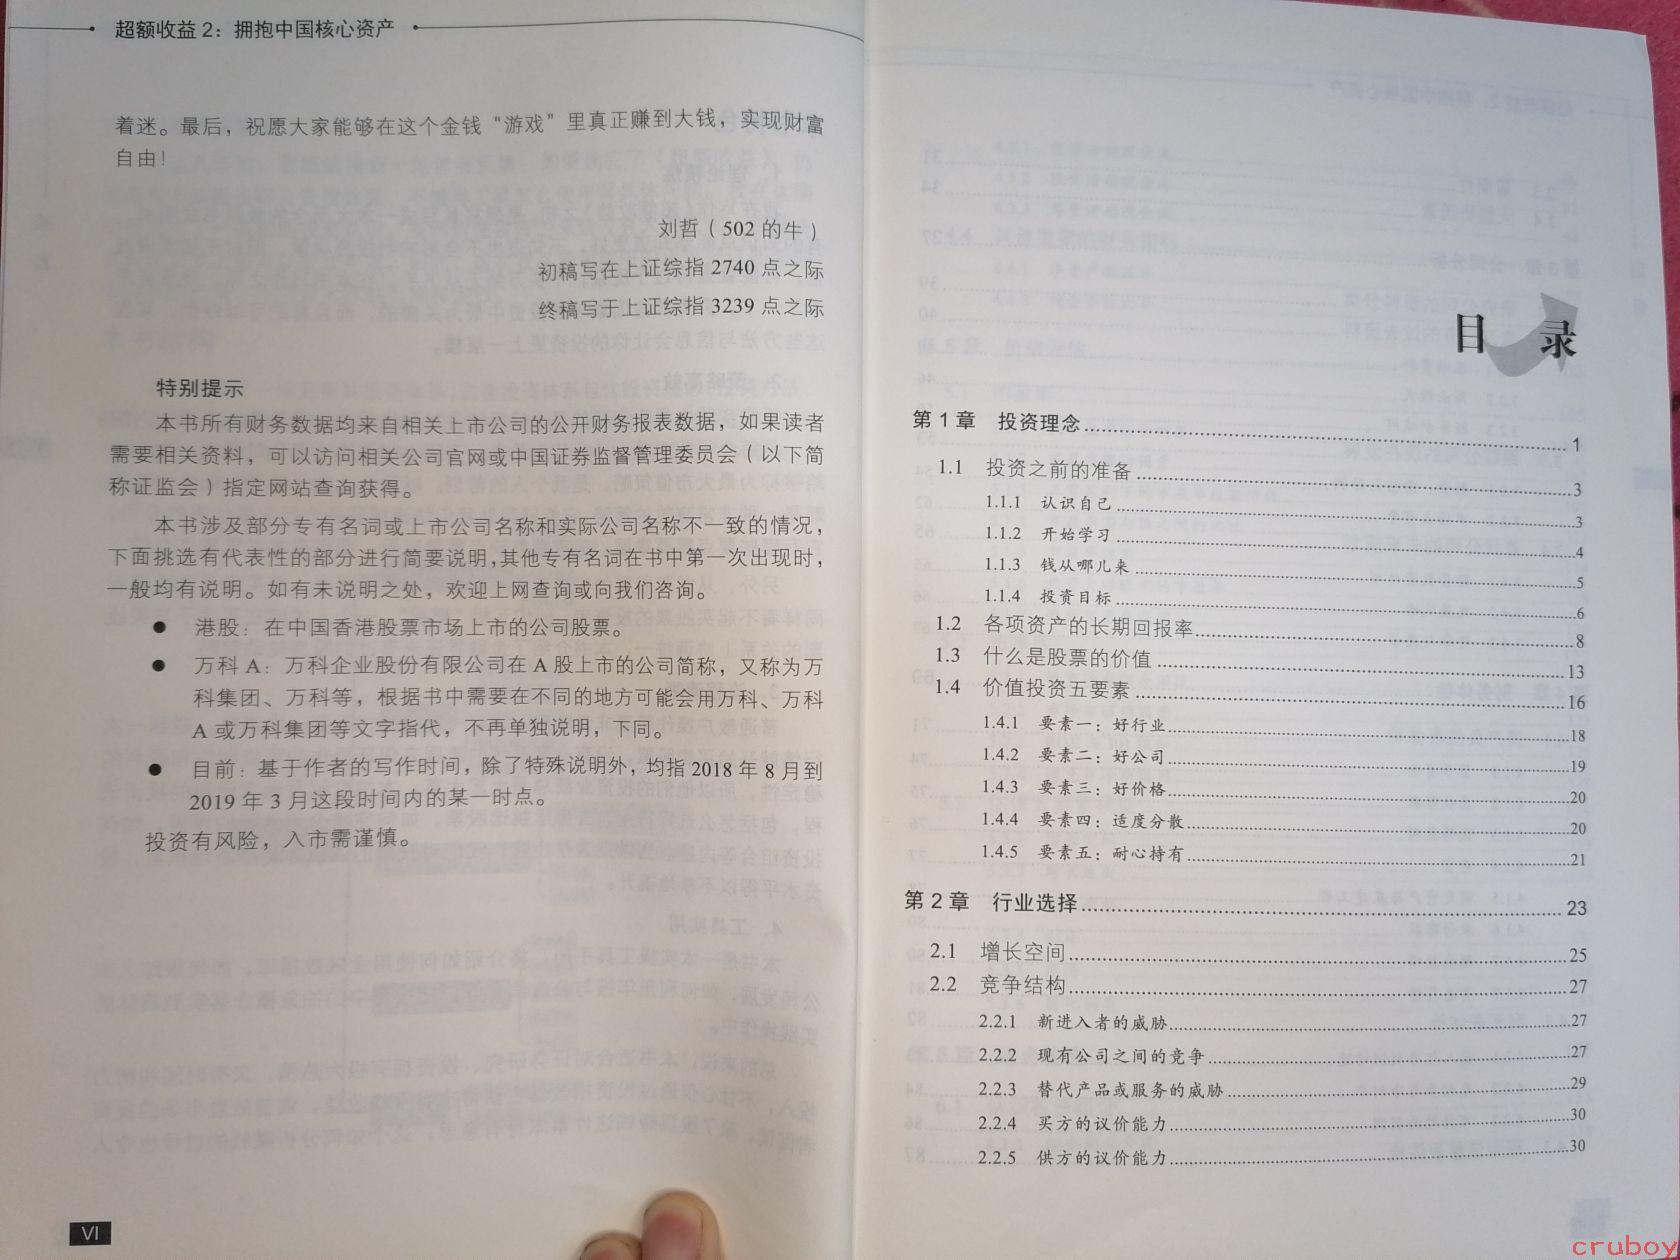 超额收益 2：拥抱中国核心资产
着迷。最后，祝愿大家能够在这个金钱“游戏”里真正赚到大钱，实现财富
自由！
刘哲（502 的牛）
初稿写在上证综指 2740 点之际
终稿写于上证综指 3239 点之际
特别提示
本书所有财务数据均来自相关上市公司的公开财务报表数据，如果读者
需要相关资料，可以访问相关公司官网或中国证券监督管理委员会（以下简
称证监会）指定网站查询获得。
本书涉及部分专有名词或上市公司名称和实际公司名称不一致的情况，
下面挑选有代表性的部分进行简要说明，其他专有名词在书中第一次出现时，
一般均有说明。如有未说明之处，欢迎上网查询或向我们咨询。
● 港股：在中国香港股票市场上市的公司股票。
● 万科 A：万科企业股份有限公司在 A 股上市的公司简称，又称为万
科集团、万科等，根据书中需要在不同的地方可能会用万科、万科
A 或万科集团等文字指代，不再单独说明，下同。
● 目前：基于作者的写作时间，除了特殊说明外，均指 2018 年 8 月到
2019 年 3 月这段时间内的某一时点。
投资有风险，入市需谨慎。
VI
目 录
第 1 章 投资理念 1
1.1 投资之前的准备 3
1.1.1 认识自己 3
1.1.2 开始学习 4
1.1.3 钱从哪儿来 5
1.1.4 投资目标 6
1.2 各项资产的长期回报率 8
1.3 什么是股票的价值 13
1.4 价值投资五要素 16
1.4.1 要素一：好行业 18
1.4.2 要素二：好公司 19
1.4.3 要素三：好价格 20
1.4.4 要素四：适度分散 20
1.4.5 要素五：耐心持有 21
第 2 章 行业选择 23
2.1 增长空间 25
2.2 竞争结构 27
2.2.1 新进入者的威胁 27
2.2.2 现有公司之间的竞争 27
2.2.3 替代产品或服务的威胁 29
2.2.4 买方的议价能力 30
2.2.5 供方的议价能力 30
cruboy